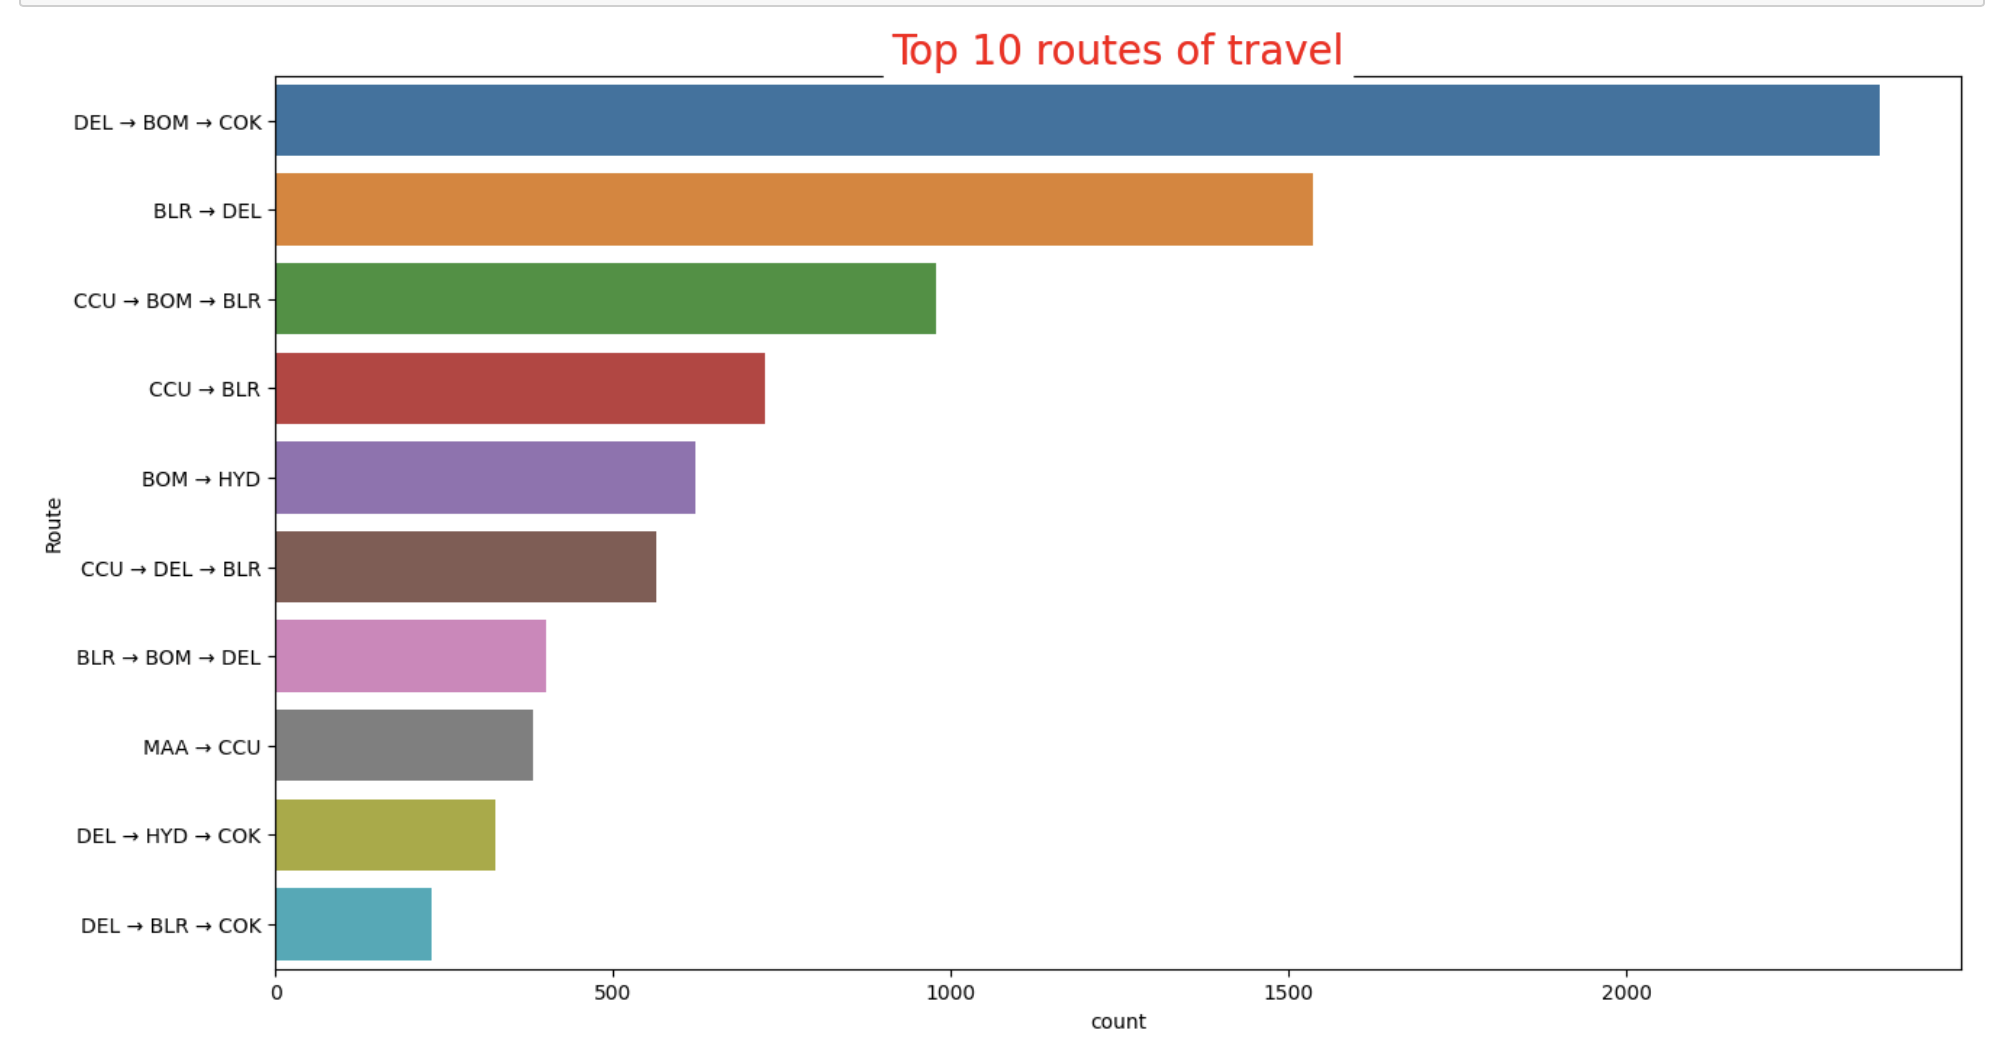 Top 10 routes of travel
DEL → BOM → COK
BLR → DEL
CCU → BOM → BLR
CCU → BLR
BOM → HYD
CCU → DEL → BLR
BLR → BOM → DEL
MAA → CCU
DEL → HYD → COK
DEL → BLR → COK
Route
0 500 1000 1500 2000
count